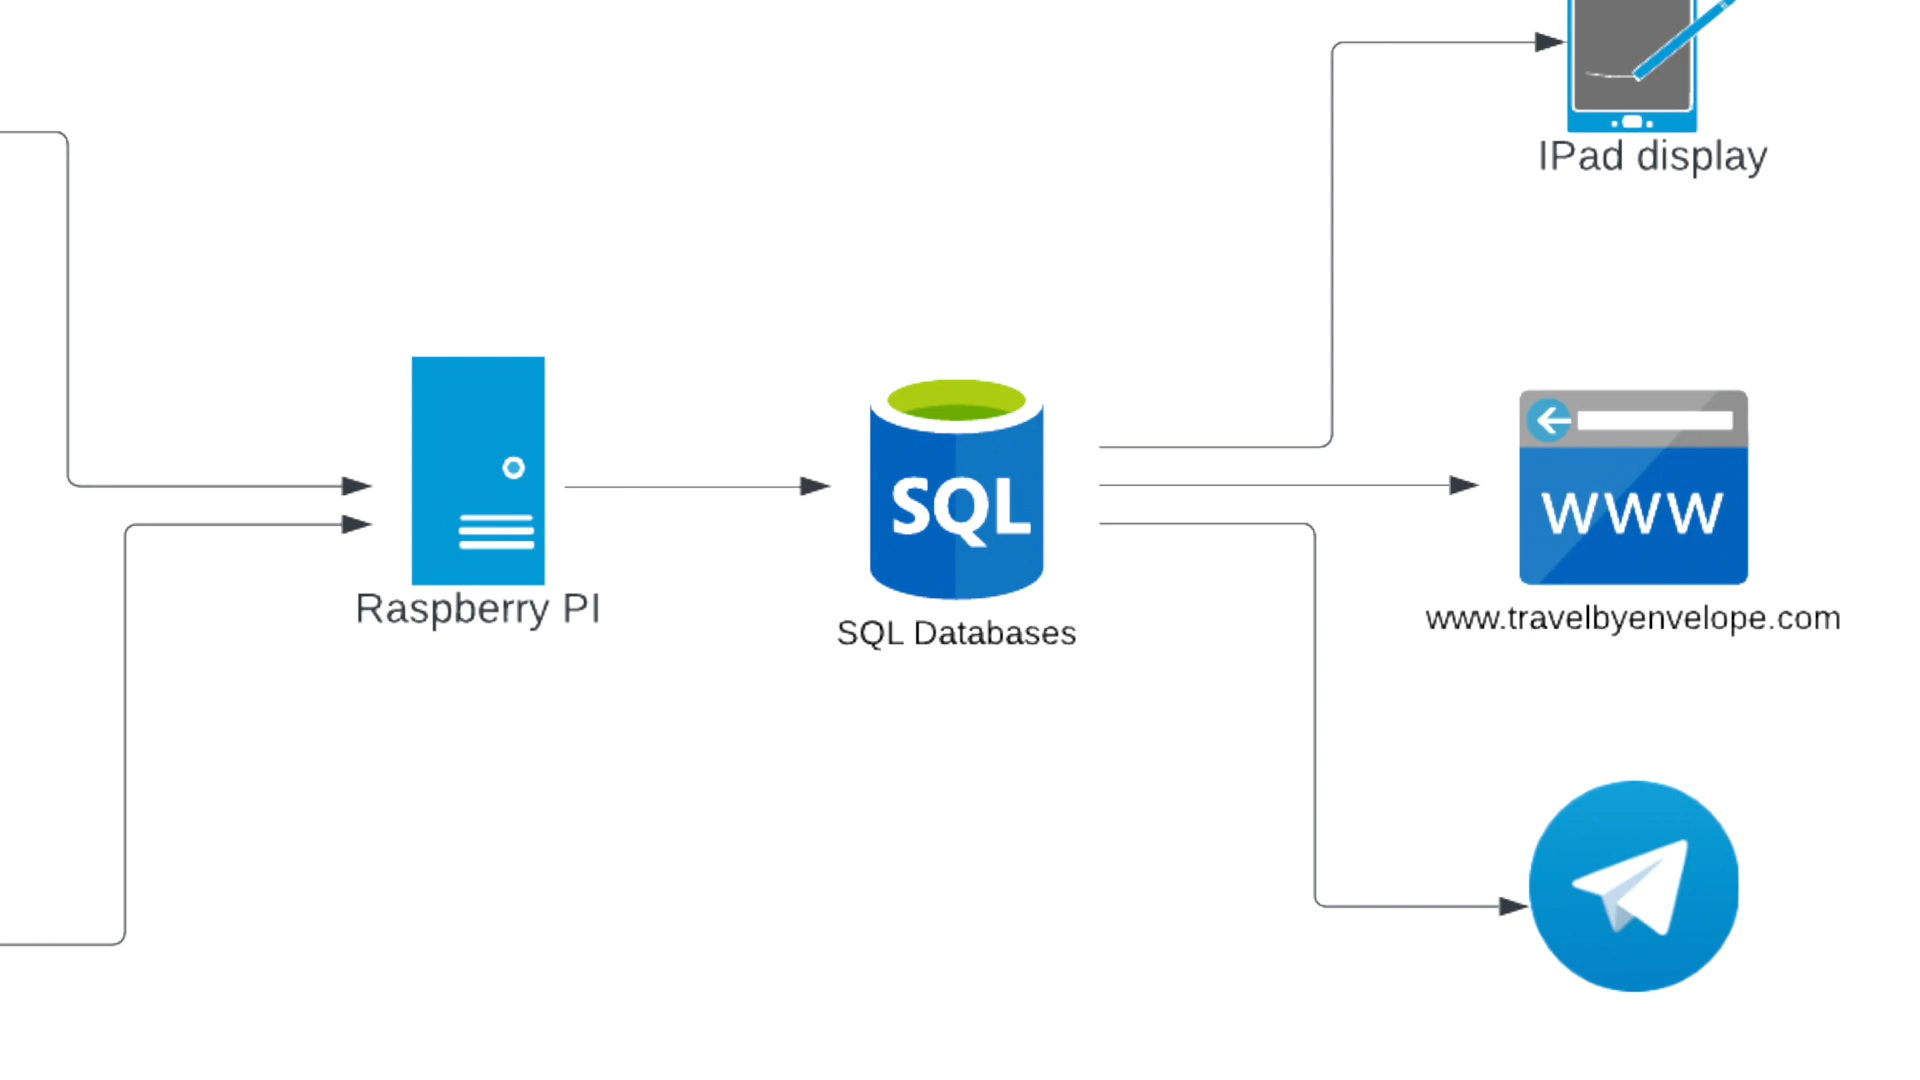 IPad display
Raspberry PI
SQL
SQL Databases
WWW
www.travelbyenvelope.com